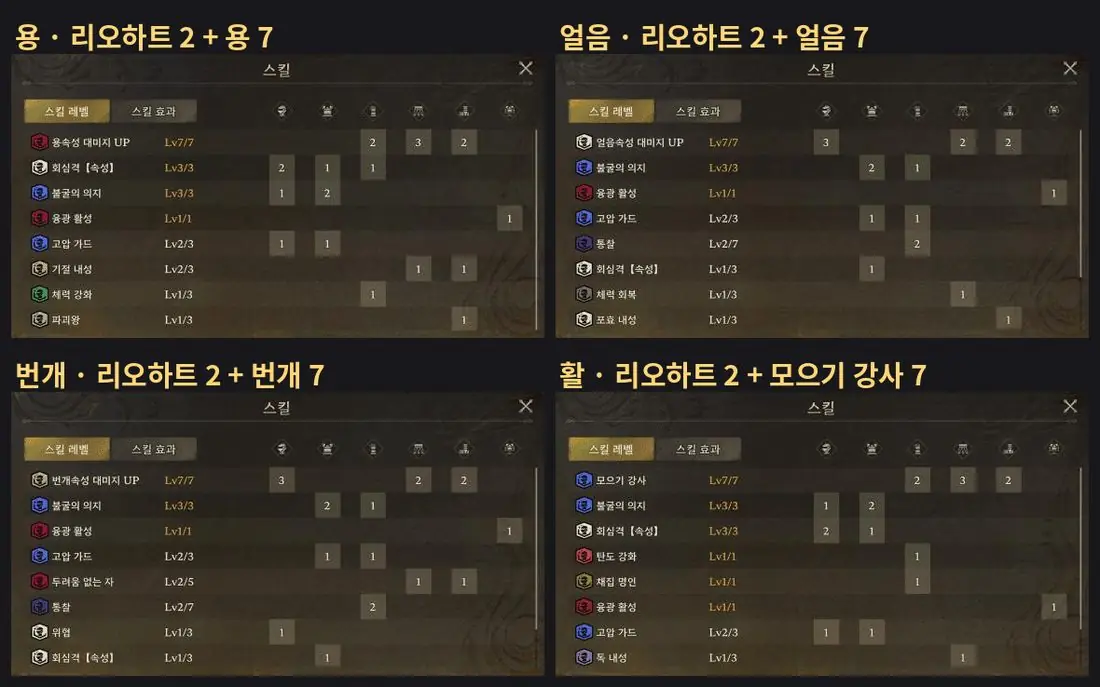 용 · 리오하트 2 + 용 7
스킬
스킬 레벨 스킬 효과
용속성 대미지 UP Lv7/7 2 3 2
회심격【속성】 Lv3/3 2 1 1
불굴의 의지 Lv3/3 1 2
융광 활성 Lv1/1 1
고압 가드 Lv2/3 1 1
기절 내성 Lv2/3 1 1
체력 강화 Lv1/3 1
파괴왕 Lv1/3 1
얼음 · 리오하트 2 + 얼음 7
스킬
스킬 레벨 스킬 효과
얼음속성 대미지 UP Lv7/7 3 2 2
불굴의 의지 Lv3/3 2 1
융광 활성 Lv1/1 1
고압 가드 Lv2/3 1 1
통찰 Lv2/7 2
회심격【속성】 Lv1/3 1
체력 회복 Lv1/3 1
포효 내성 Lv1/3 1
번개 · 리오하트 2 + 번개 7
스킬
스킬 레벨 스킬 효과
번개속성 대미지 UP Lv7/7 3 2 2
불굴의 의지 Lv3/3 2 1
융광 활성 Lv1/1 1
고압 가드 Lv2/3 1 1
두려움 없는 자 Lv2/5 1 1
통찰 Lv2/7 2
위협 Lv1/3 1
회심격【속성】 Lv1/3 1
활 · 리오하트 2 + 모으기 강사 7
스킬
스킬 레벨 스킬 효과
모으기 강사 Lv7/7 2 3 2
불굴의 의지 Lv3/3 1 2
회심격【속성】 Lv3/3 2 1
탄도 강화 Lv1/1 1
채집 명인 Lv1/1 1
융광 활성 Lv1/1 1
고압 가드 Lv2/3 1 1
독 내성 Lv1/3 1